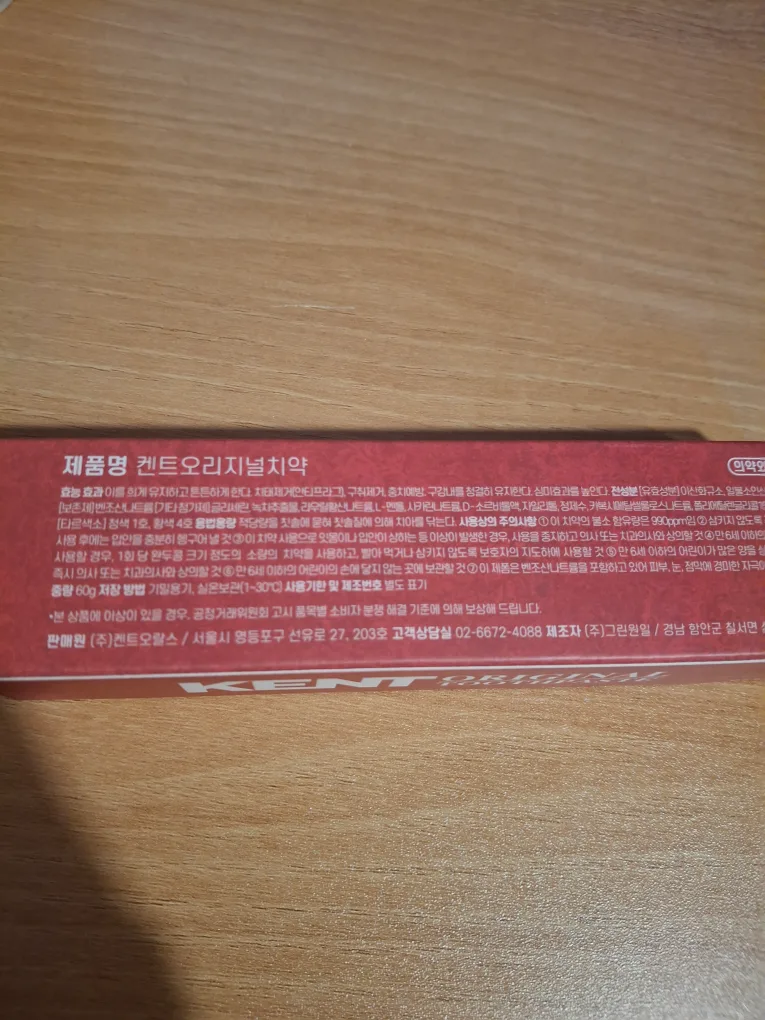 제품명 켄트오리지널치약
의약외
효능 효과 이를 희게 유지하고 튼튼하게 한다. 치태제거(안티프라그), 구취제거, 충치예방, 구강내를 청결히 유지한다. 심미효과를 높인다. 전성분 [유효성분] 이산화규소, 일불소인산
[보존제] 벤조산나트륨 [기타 첨가제] 글리세린, 녹차추출물, 라우릴황산나트륨, L-멘톨, 사카린나트륨, D-소르비톨액, 자일리톨, 정제수, 카복시메틸셀룰로스나트륨, 폴리에틸렌글리콜
[타르색소] 청색 1호, 황색 4호 용법용량 적당량을 칫솔에 묻혀 칫솔질에 의해 치아를 닦는다. 사용상의 주의사항 ① 이 치약의 불소 함유량은 990ppm임 ② 삼키지 않도록
사용 후에는 입안을 충분히 헹구어 낼 것 ③ 이 치약 사용으로 잇몸이나 입안이 상하는 등 이상이 발생한 경우, 사용을 중지하고 의사 또는 치과의사와 상의할 것 ④ 만 6세 이하의
사용할 경우, 1회 당 완두콩 크기 정도의 소량의 치약을 사용하고, 빨아 먹거나 삼키지 않도록 보호자의 지도하에 사용할 것 ⑤ 만 6세 이하의 어린이가 많은 양을 삼
즉시 의사 또는 치과의사와 상의할 것 ⑥ 만 6세 이하의 어린이의 손에 닿지 않는 곳에 보관할 것 ⑦ 이 제품은 벤조산나트륨을 포함하고 있어 피부, 눈, 점막에 경미한 자극이
중량 60g 저장 방법 기밀용기, 실온보관(1~30℃) 사용기한 및 제조번호 별도 표기
•본 상품에 이상이 있을 경우, 공정거래위원회 고시 품목별 소비자 분쟁 해결 기준에 의해 보상해 드립니다.
판매원 (주)켄트오랄스 / 서울시 영등포구 선유로 27, 203호 고객상담실 02-6672-4088 제조자 (주)그린원일 / 경남 함안군 칠서면
KENT ORIGINAL
TOOTHPASTE